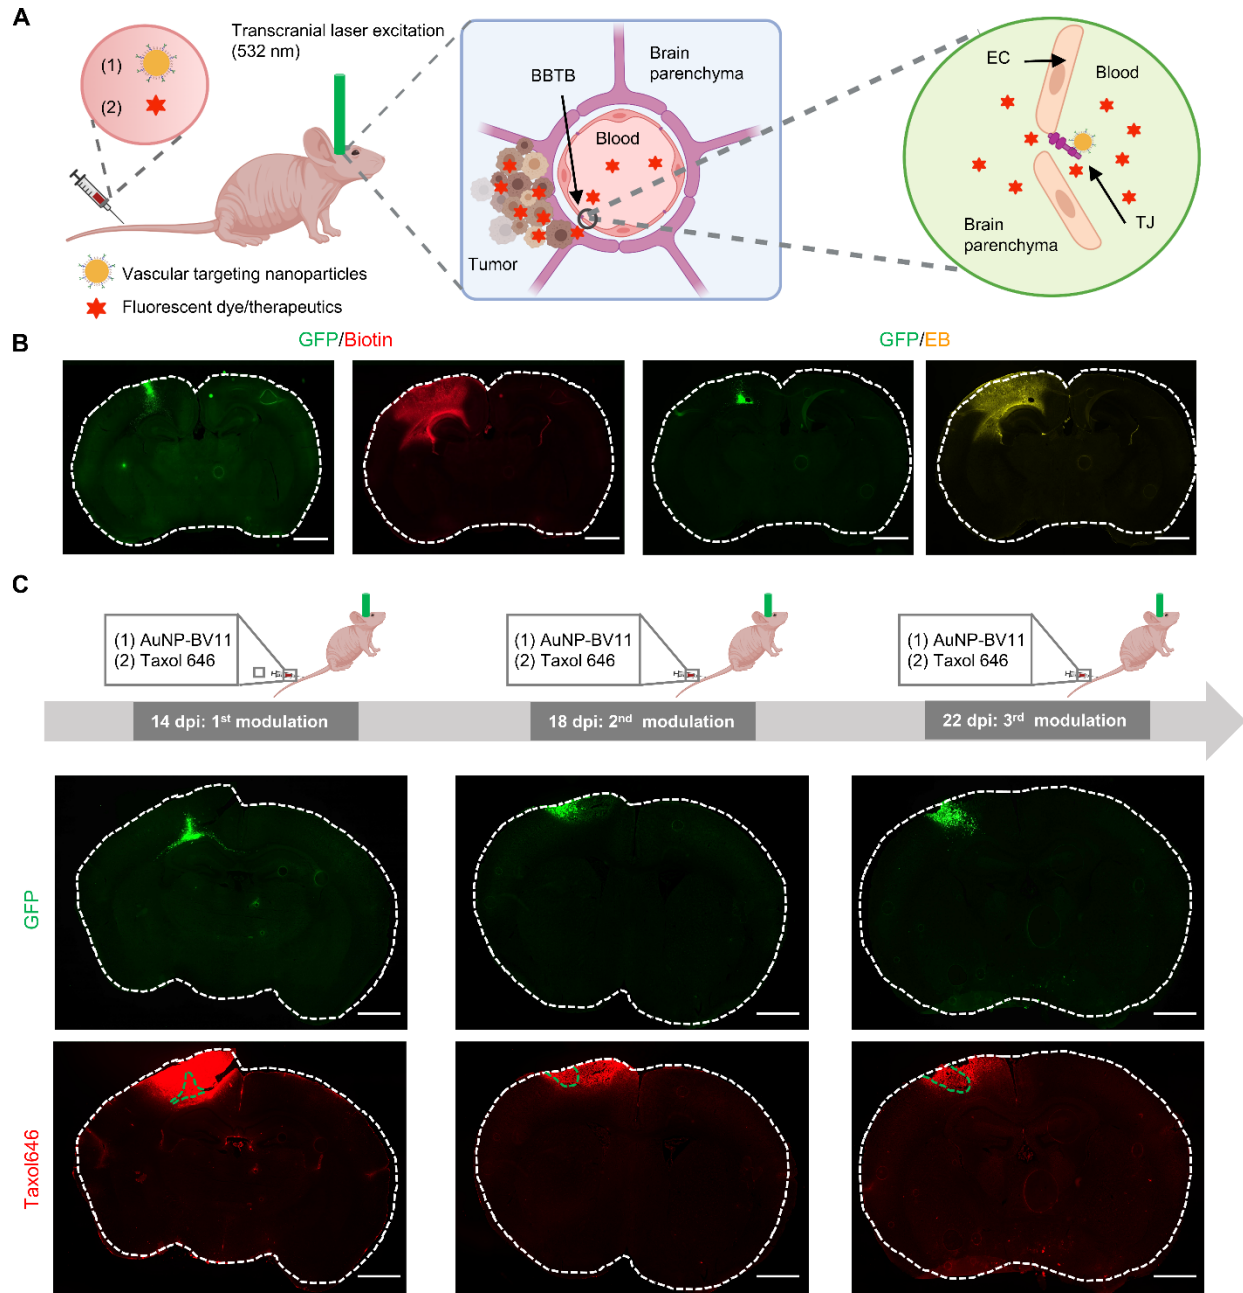 A
Transcranial laser excitation
(532 nm)
(1)
(2)
Vascular targeting nanoparticles
Fluorescent dye/therapeutics
BBTB
Brain
parenchyma
Blood
Tumor
EC
Blood
Brain
parenchyma
TJ
B
GFP/Biotin
GFP/EB
C
(1) AuNP-BV11
(2) Taxol 646
(1) AuNP-BV11
(2) Taxol 646
(1) AuNP-BV11
(2) Taxol 646
14 dpi: 1st modulation
18 dpi: 2nd modulation
22 dpi: 3rd modulation
GFP
Taxol646